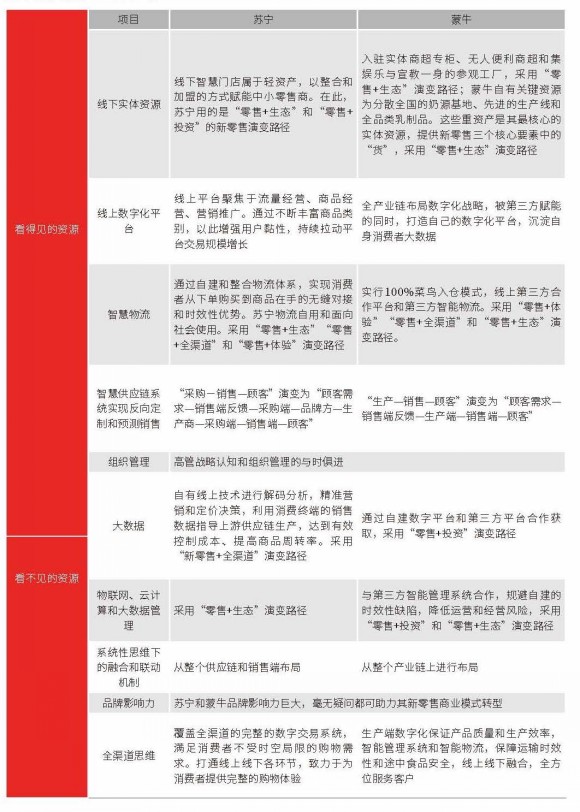 项目
苏宁
蒙牛
看得见的资源
线下实体资源
线下智慧门店属于轻资产，以整合和
加盟的方式赋能中小零售商。在此，
苏宁用的是“零售+生态”和“零售+
投资”的新零售演变路径
入驻实体商超专柜、无人便利商超和集
娱乐与宣教一身的参观工厂，采用“零
售+生态”演变路径；蒙牛自有关键资源
为分散全国的奶源基地、先进的生产线和
全品类乳制品。这些重资产是其最核心的
实体资源，提供新零售三个核心要素中的
“货”，采用“零售+生态”演变路径
线上数字化平
台
线上平台聚焦于流量经营、商品经
营、营销推广。通过不断丰富商品类
别，以此增强用户黏性，持续拉动平
台交易规模增长
全产业链布局数字化战略，被第三方赋能
的同时，打造自己的数字化平台，沉淀自
身消费者大数据
智慧物流
通过自建和整合物流体系，实现消费
者从下单购买到商品在手的无缝对接
和时效性优势。苏宁物流自用和面向
社会使用。采用“零售+生态”“零售
+全渠道”和“零售+体验”演变路径
实行100%菜鸟入仓模式，线上第三方合
作平台和第三方智能物流。采用“零售+体
验”“零售+全渠道”和“零售+生态”演
变路径。
智慧供应链系
统实现反向定
制和预测销售
“采购—销售—顾客”演变为“顾客需
求—销售端反馈—采购端—品牌方—生
产商—采购端—销售端—顾客”
“生产—销售—顾客”演变为“顾客需求—
销售端反馈—生产端—销售端—顾客”
看不见的资源
组织管理
高管战略认知和组织管理的与时俱进
大数据
自有线上技术进行解码分析，精准营
销和定价决策，利用消费终端的销售
数据指导上游供应链生产，达到有效
控制成本、提高商品周转率。采用
“新零售+全渠道”演变路径
通过自建数字平台和第三方平台合作获
取，采用“零售+投资”演变路径
物联网、云计
算和大数据管
理
采用“零售+生态”演变路径
与第三方智能管理系统合作，规避自建的
时效性缺陷，降低运营和经营风险，采用
“零售+投资”和“零售+生态”演变路径
系统性思维下
的融合和联动
机制
从整个供应链和销售端布局
从整个产业链上进行布局
品牌影响力
苏宁和蒙牛品牌影响力巨大，毫无疑问都可助力其新零售商业模式转型
全渠道思维
覆盖全渠道的完整的数字交易系统，
满足消费者不受时空局限的购物需
求。打通线上线下各环节，致力于为
消费者提供完整的购物体验
生产端数字化保证产品质量和生产效率，
智能管理系统和智能物流，保障运输时效
性和途中食品安全，线上线下融合，全方
位服务客户